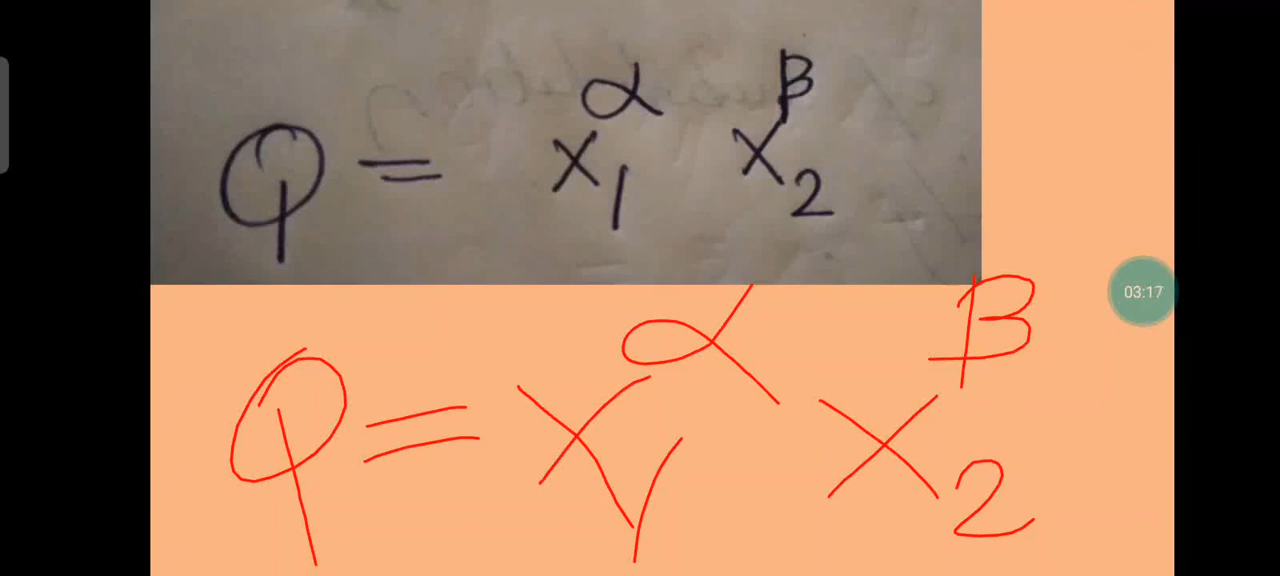 Q = x₁^α x₂^β
03:17
Q = x₁^α x₂^β